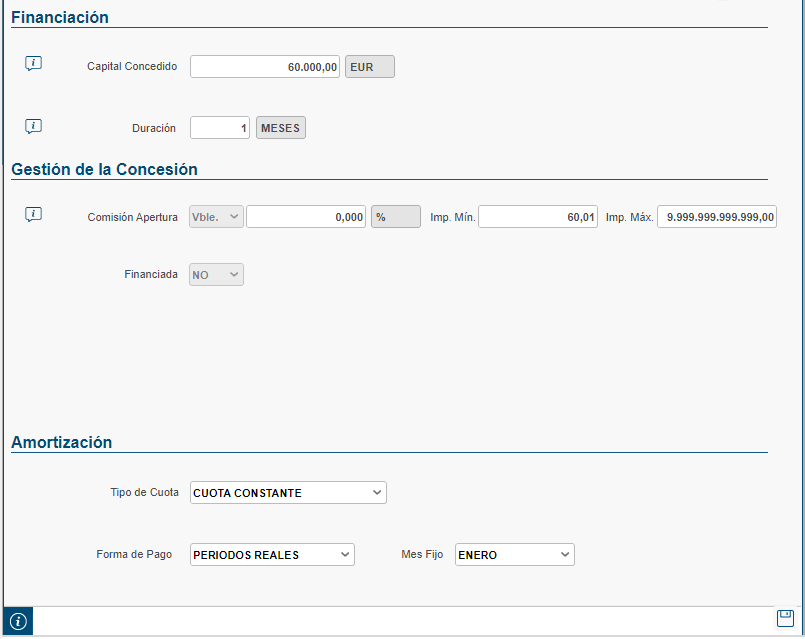 Financiación
Capital Concedido 60.000,00 EUR
Duración 1 MESES
Gestión de la Concesión
Comisión Apertura Vble. 0,000 % Imp. Mín. 60,01 Imp. Máx. 9.999.999.999.999,00
Financiada NO
Amortización
Tipo de Cuota CUOTA CONSTANTE
Forma de Pago PERIODOS REALES Mes Fijo ENERO